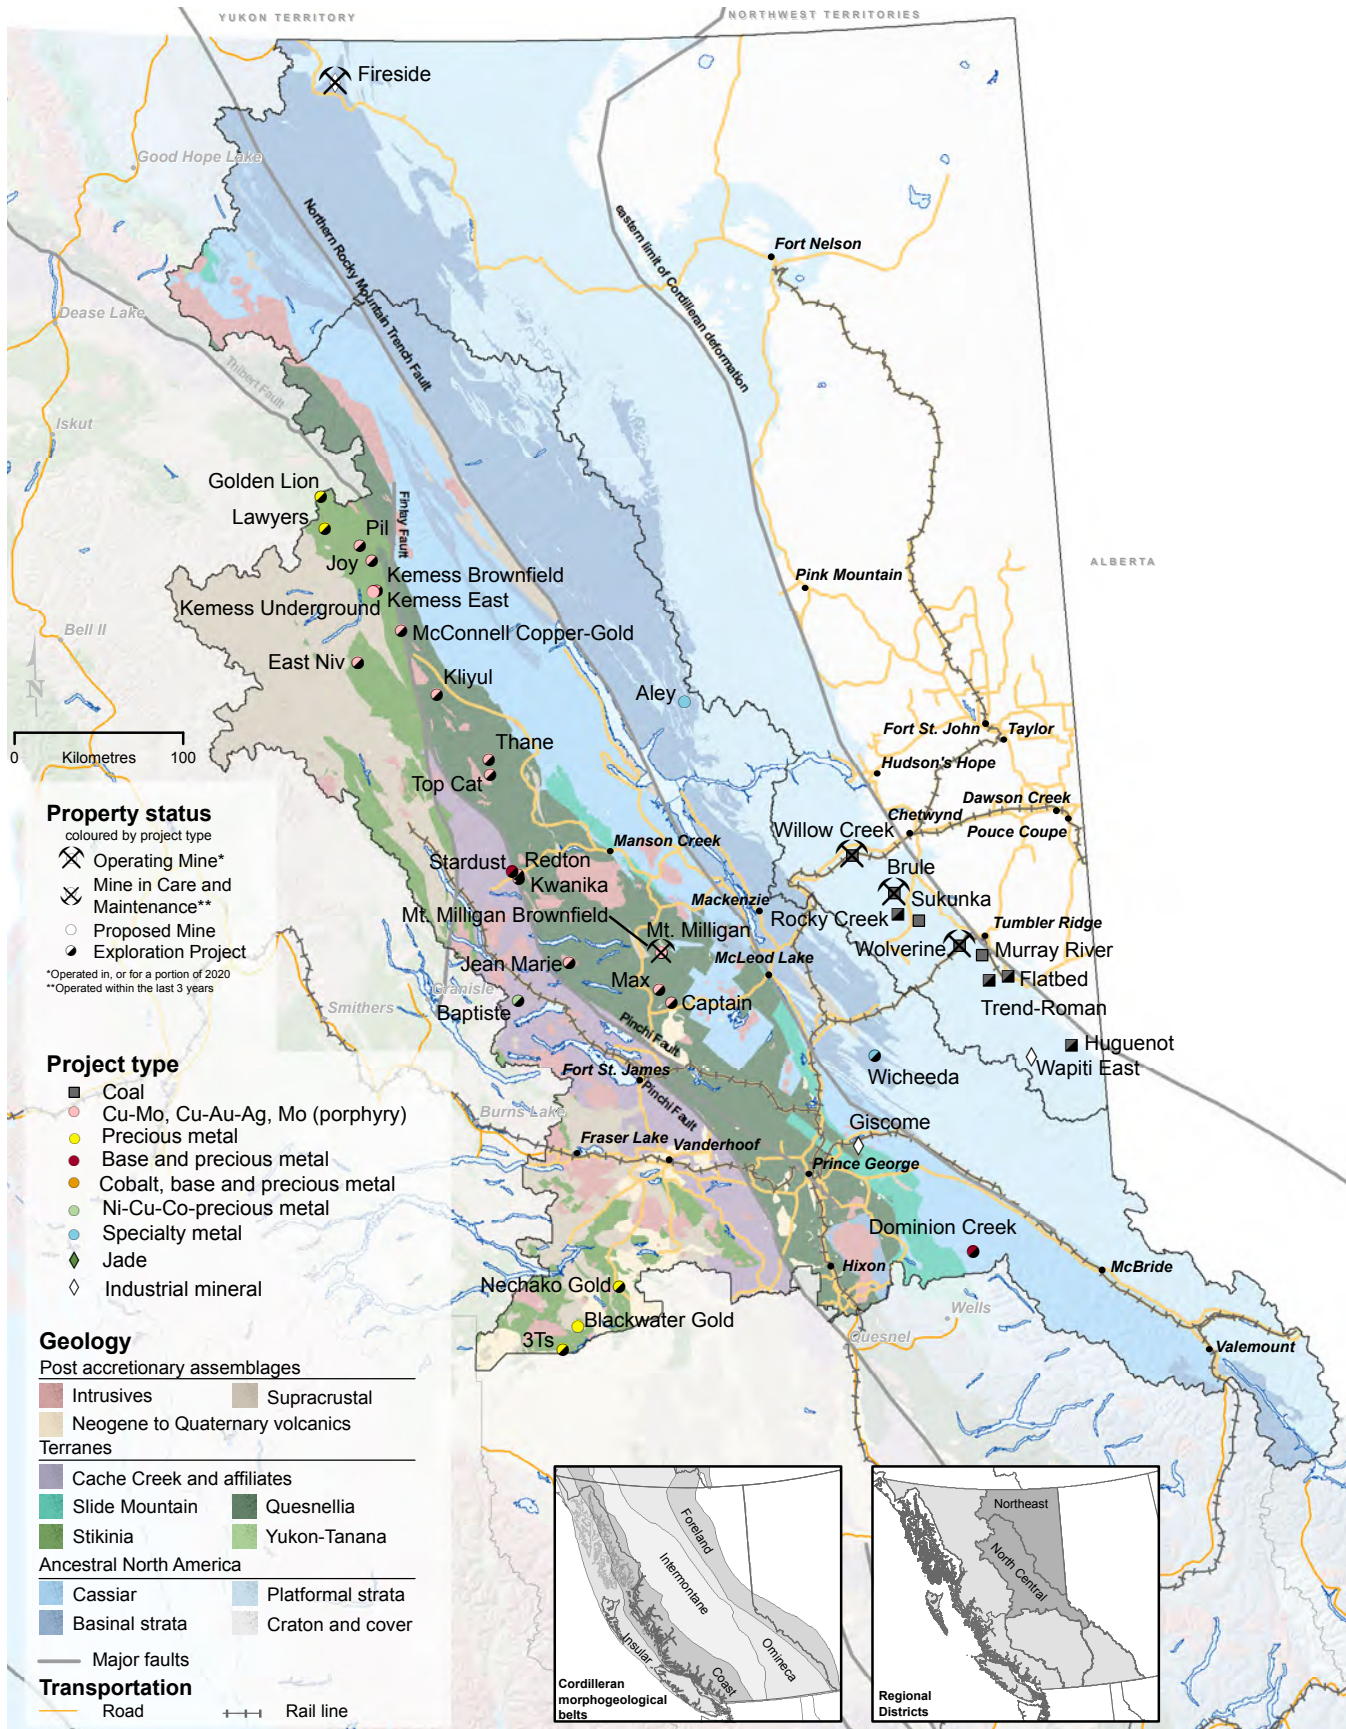 YUKON TERRITORY
NORTHWEST TERRITORIES
Fireside
Good Hope Lake
Northern Rocky Mountain Trench Fault
eastern limit of Cordilleran deformation
Fort Nelson
Dease Lake
Thibert Fault
Iskut
Golden Lion
Lawyers
Pil
Finlay Fault
Joy
Kemess Brownfield
Kemess Underground
Kemess East
Pink Mountain
ALBERTA
McConnell Copper-Gold
Bell II
N
East Niv
Kliyul
Aley
0 Kilometres 100
Thane
Top Cat
Fort St. John
Taylor
Hudson's Hope
Dawson Creek
Chetwynd
Pouce Coupe
Property status
coloured by project type
Operating Mine*
Mine in Care and
Maintenance**
Proposed Mine
Exploration Project
*Operated in, or for a portion of 2020
**Operated within the last 3 years
Willow Creek
Manson Creek
Stardust
Redton
Kwanika
Brule
Sukunka
Mackenzie
Rocky Creek
Mt. Milligan Brownfield
Mt. Milligan
Tumbler Ridge
Wolverine
Murray River
McLeod Lake
Jean Marie
Flatbed
Max
Trend-Roman
Captain
Granisle
Smithers
Baptiste
Pinchi Fault
Huguenot
Wapiti East
Wicheeda
Fort St. James
Pinchi Fault
Burns Lake
Giscome
Fraser Lake
Vanderhoof
Prince George
Project type
Coal
Cu-Mo, Cu-Au-Ag, Mo (porphyry)
Precious metal
Base and precious metal
Cobalt, base and precious metal
Ni-Cu-Co-precious metal
Specialty metal
Jade
Industrial mineral
Dominion Creek
Hixon
McBride
Nechako Gold
Blackwater Gold
3Ts
Wells
Quesnel
Valemount
Geology
Post accretionary assemblages
Intrusives
Supracrustal
Neogene to Quaternary volcanics
Terranes
Cache Creek and affiliates
Slide Mountain
Quesnellia
Stikinia
Yukon-Tanana
Ancestral North America
Cassiar
Platformal strata
Basinal strata
Craton and cover
Major faults
Transportation
Road
Rail line
Foreland
Intermontane
Omineca
Insular
Coast
Cordilleran
morphogeological
belts
Northeast
North Central
Regional
Districts